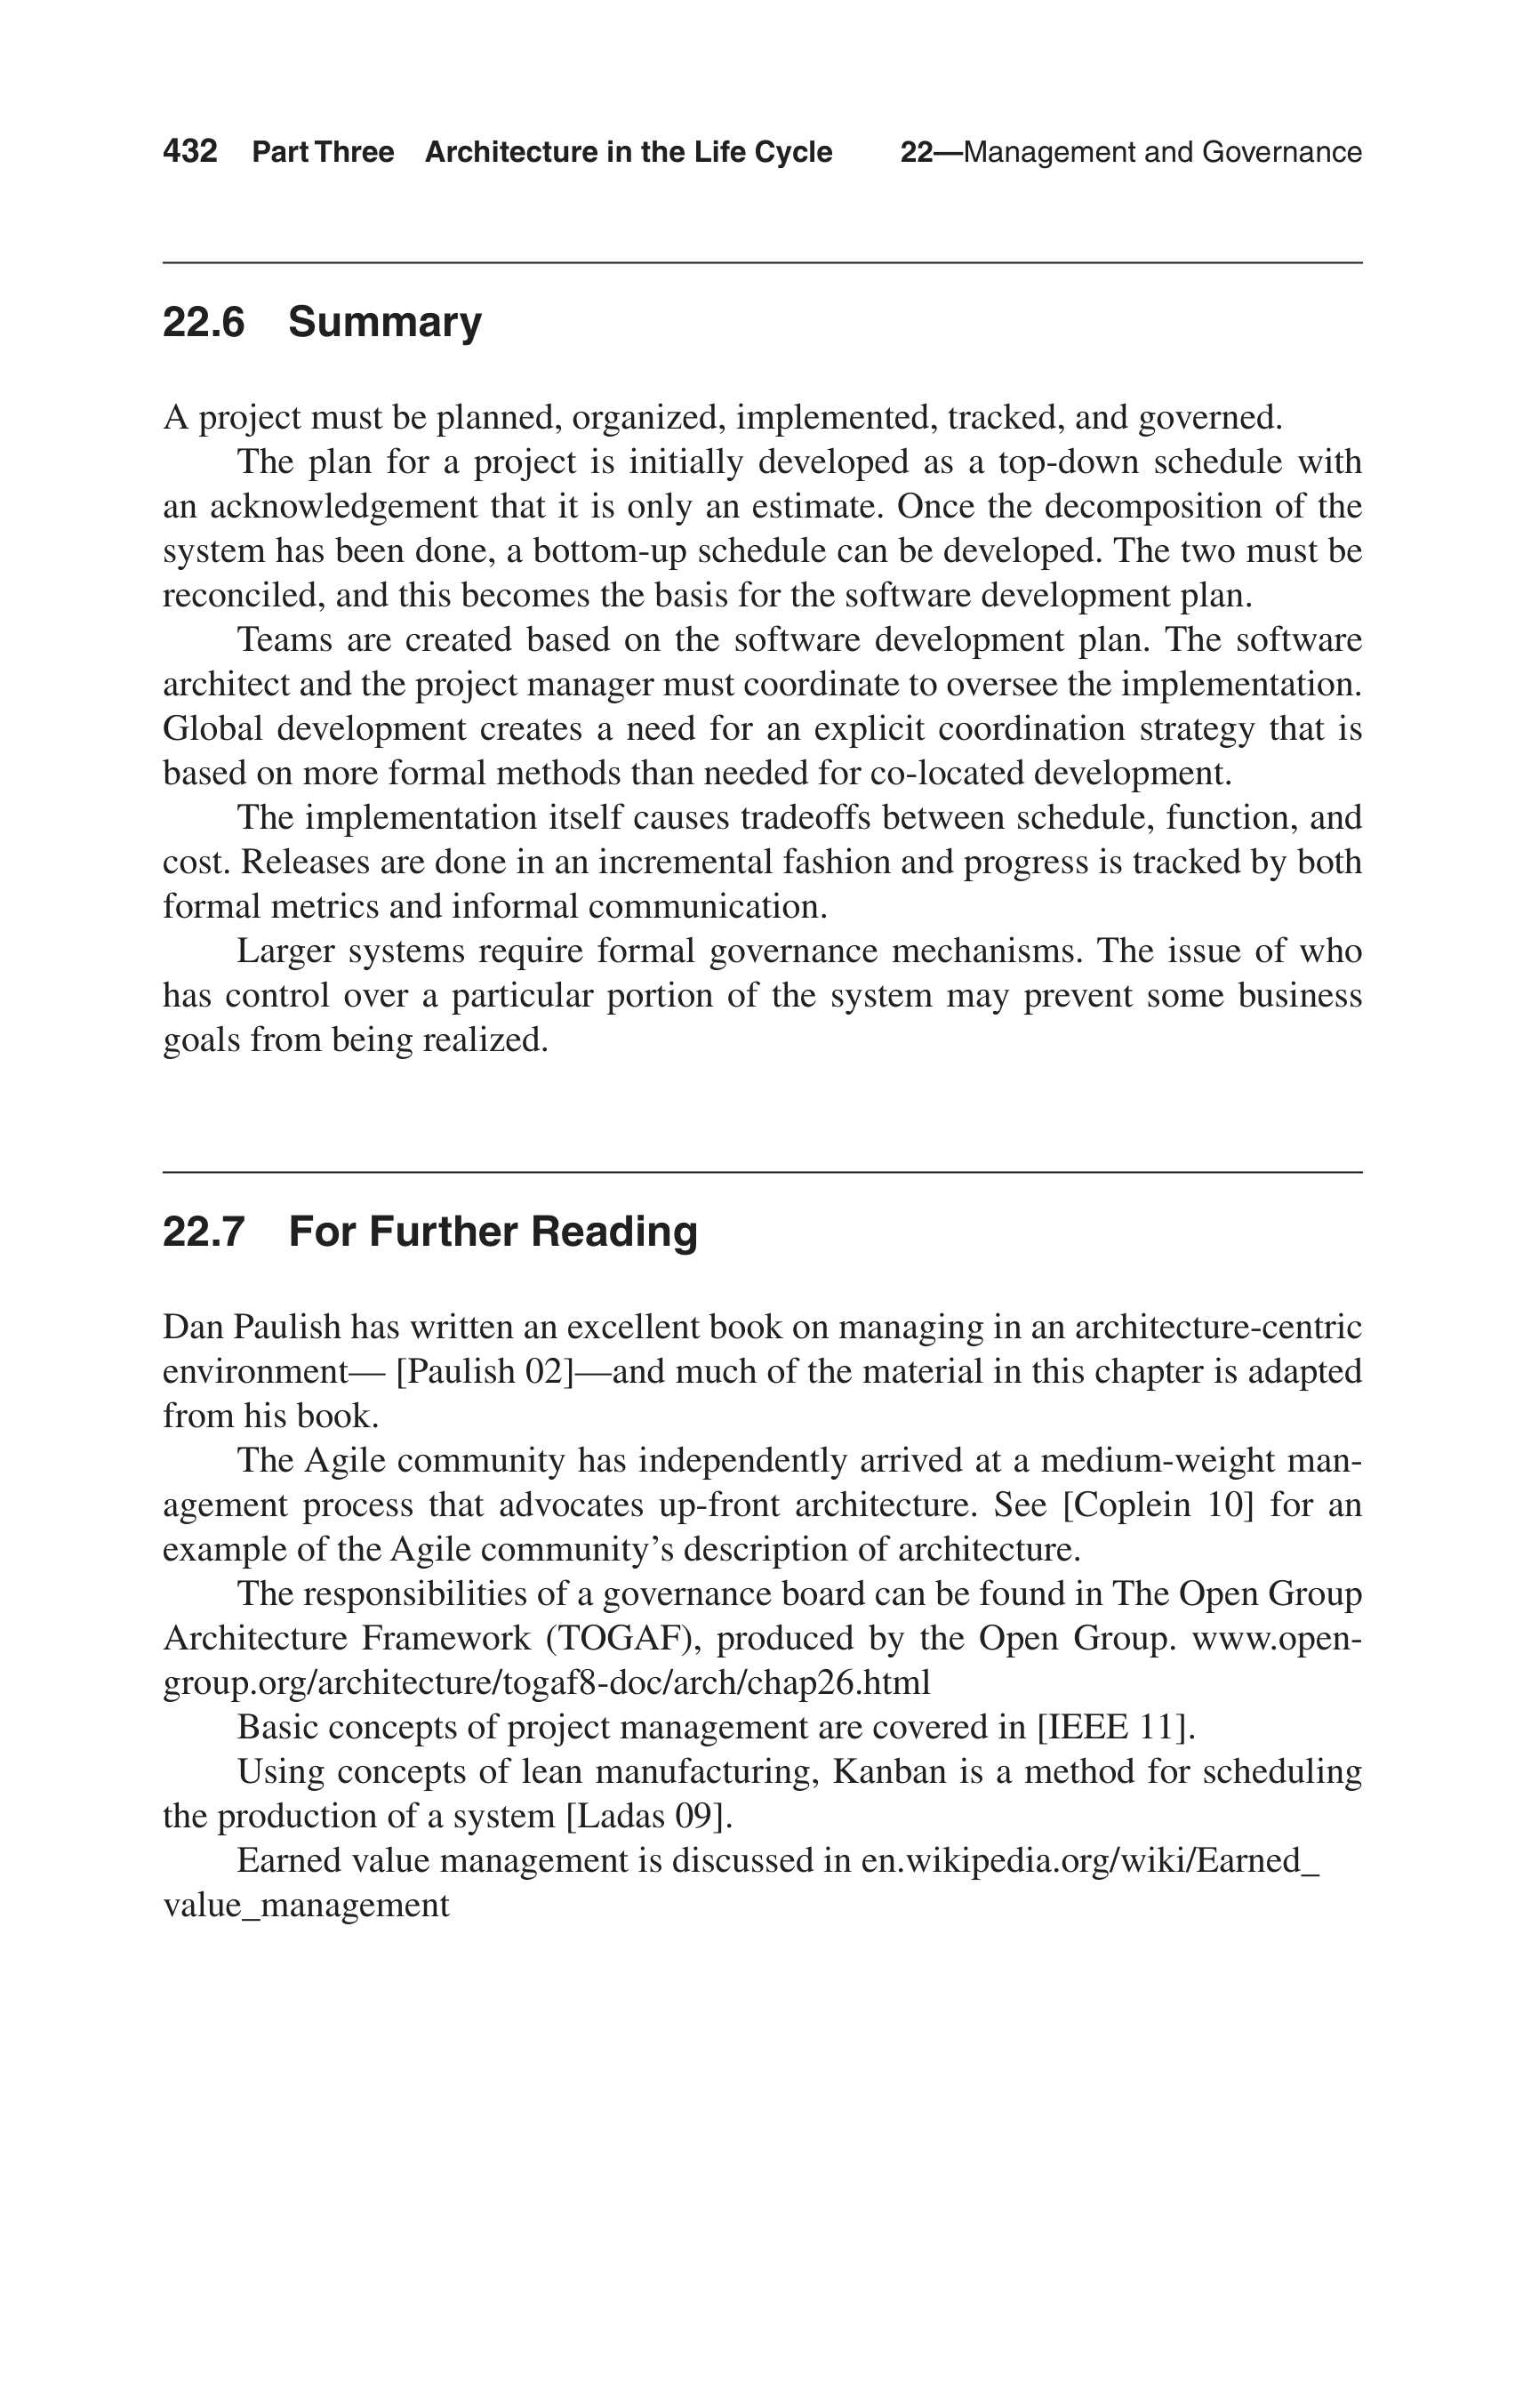 432 Part Three Architecture in the Life Cycle 22—Management and Governance
22.6 Summary
A project must be planned, organized, implemented, tracked, and governed.
The plan for a project is initially developed as a top-down schedule with
an acknowledgement that it is only an estimate. Once the decomposition of the
system has been done, a bottom-up schedule can be developed. The two must be
reconciled, and this becomes the basis for the software development plan.
Teams are created based on the software development plan. The software
architect and the project manager must coordinate to oversee the implementation.
Global development creates a need for an explicit coordination strategy that is
based on more formal methods than needed for co-located development.
The implementation itself causes tradeoffs between schedule, function, and
cost. Releases are done in an incremental fashion and progress is tracked by both
formal metrics and informal communication.
Larger systems require formal governance mechanisms. The issue of who
has control over a particular portion of the system may prevent some business
goals from being realized.
22.7 For Further Reading
Dan Paulish has written an excellent book on managing in an architecture-centric
environment— [Paulish 02]—and much of the material in this chapter is adapted
from his book.
The Agile community has independently arrived at a medium-weight man-
agement process that advocates up-front architecture. See [Coplein 10] for an
example of the Agile community’s description of architecture.
The responsibilities of a governance board can be found in The Open Group
Architecture Framework (TOGAF), produced by the Open Group. www.open-
group.org/architecture/togaf8-doc/arch/chap26.html
Basic concepts of project management are covered in [IEEE 11].
Using concepts of lean manufacturing, Kanban is a method for scheduling
the production of a system [Ladas 09].
Earned value management is discussed in en.wikipedia.org/wiki/Earned_
value_management